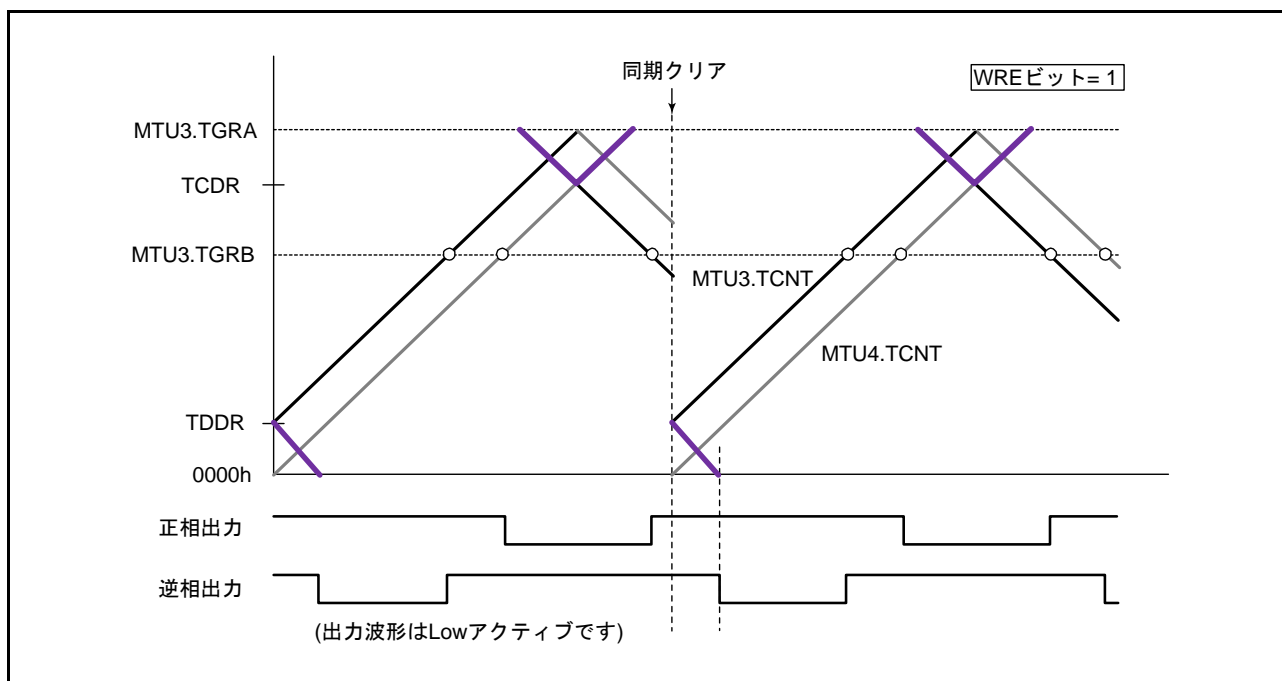 同期クリア
WREビット= 1
MTU3.TGRA
TCDR
MTU3.TGRB
MTU3.TCNT
MTU4.TCNT
TDDR
0000h
正相出力
逆相出力
(出力波形はLowアクティブです)